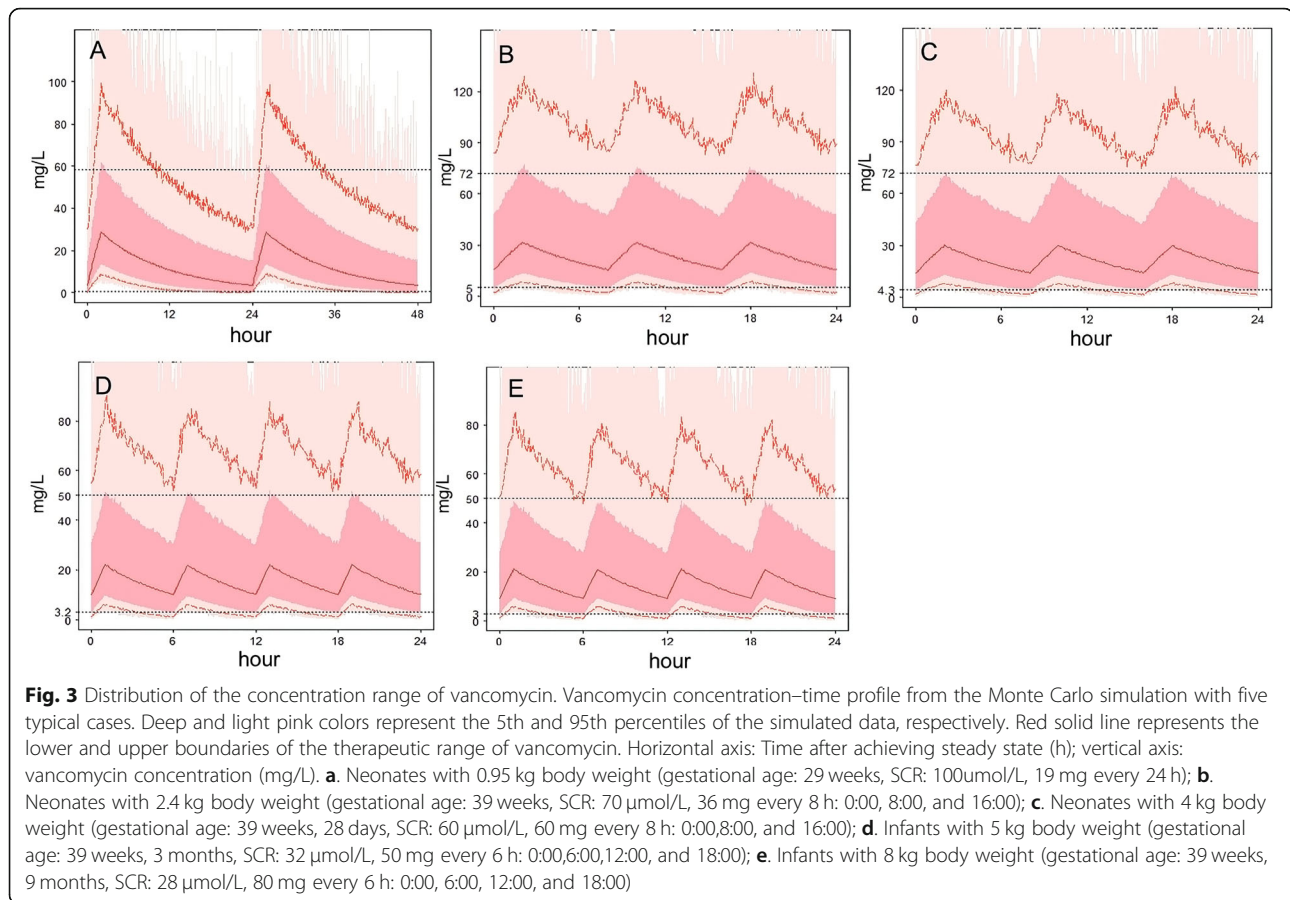 A
B
C
mg/L
100
80
60
40
20
0
0
12
24
36
48
hour
mg/L
120
90
72
60
30
5
0
0
6
12
18
24
hour
mg/L
120
90
72
60
30
4.3
0
0
6
12
18
24
hour
D
E
mg/L
80
60
50
40
20
3.2
0
0
6
12
18
24
hour
mg/L
80
60
50
40
20
3
0
0
6
12
18
24
hour
Fig. 3 Distribution of the concentration range of vancomycin. Vancomycin concentration–time profile from the Monte Carlo simulation with five
typical cases. Deep and light pink colors represent the 5th and 95th percentiles of the simulated data, respectively. Red solid line represents the
lower and upper boundaries of the therapeutic range of vancomycin. Horizontal axis: Time after achieving steady state (h); vertical axis:
vancomycin concentration (mg/L). a. Neonates with 0.95 kg body weight (gestational age: 29 weeks, SCR: 100umol/L, 19 mg every 24 h); b.
Neonates with 2.4 kg body weight (gestational age: 39 weeks, SCR: 70 μmol/L, 36 mg every 8 h: 0:00, 8:00, and 16:00); c. Neonates with 4 kg body
weight (gestational age: 39 weeks, 28 days, SCR: 60 μmol/L, 60 mg every 8 h: 0:00,8:00, and 16:00); d. Infants with 5 kg body weight (gestational
age: 39 weeks, 3 months, SCR: 32 μmol/L, 50 mg every 6 h: 0:00,6:00,12:00, and 18:00); e. Infants with 8 kg body weight (gestational age: 39 weeks,
9 months, SCR: 28 μmol/L, 80 mg every 6 h: 0:00, 6:00, 12:00, and 18:00)